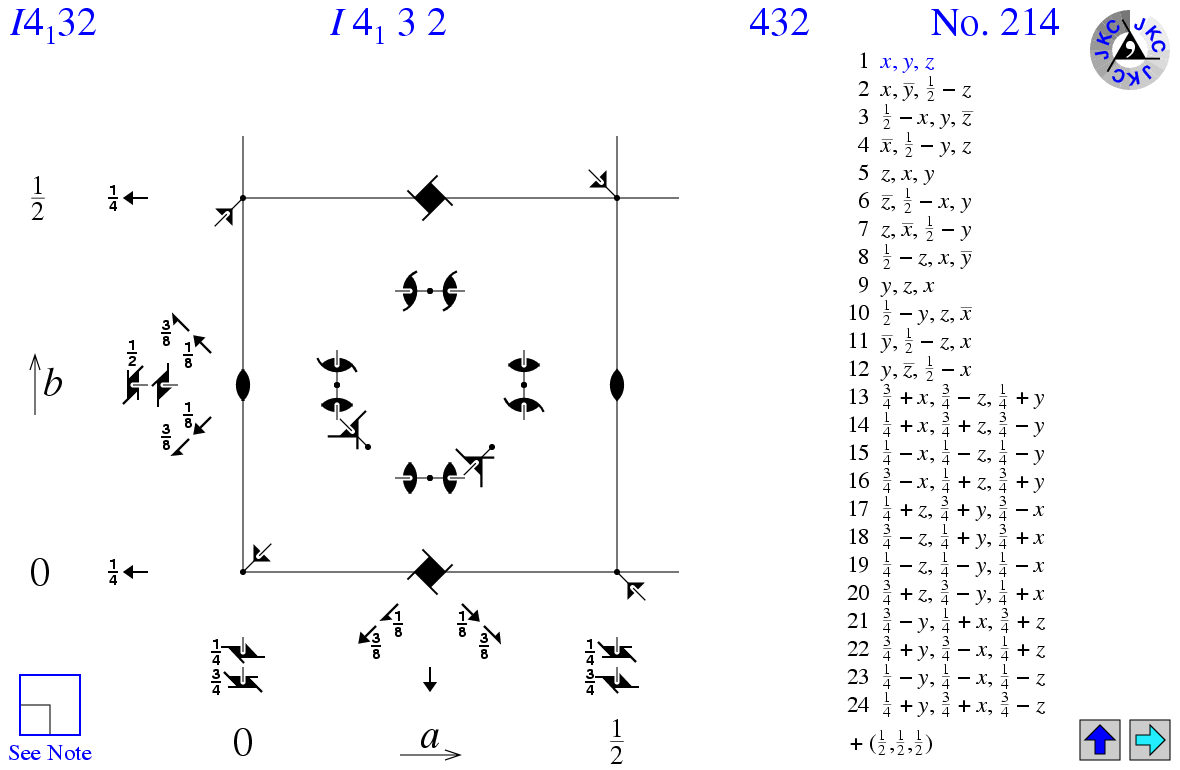 I4₁32 I 4₁ 3 2 432 No. 214
JKC JKC JKC
1 x, y, z
2 x, y̅, 1/2 − z
3 1/2 − x, y, z̅
4 x̅, 1/2 − y, z
5 z, x, y
6 z̅, 1/2 − x, y
7 z, x̅, 1/2 − y
8 1/2 − z, x, y̅
9 y, z, x
10 1/2 − y, z, x̅
11 y̅, 1/2 − z, x
12 y, z̅, 1/2 − x
13 3/4 + x, 3/4 − z, 1/4 + y
14 1/4 + x, 3/4 + z, 3/4 − y
15 1/4 − x, 1/4 − z, 1/4 − y
16 3/4 − x, 1/4 + z, 3/4 + y
17 1/4 + z, 3/4 + y, 3/4 − x
18 3/4 − z, 1/4 + y, 3/4 + x
19 1/4 − z, 1/4 − y, 1/4 − x
20 3/4 + z, 3/4 − y, 1/4 + x
21 3/4 − y, 1/4 + x, 3/4 + z
22 3/4 + y, 3/4 − x, 1/4 + z
23 1/4 − y, 1/4 − x, 1/4 − z
24 1/4 + y, 3/4 + x, 3/4 − z
+ (1/2, 1/2, 1/2)
1/2 1/4
3/8
1/2 1/8
b
1/8
3/8
0 1/4
1/8 1/8
3/8 3/8
1/4 1/4
3/4 3/4
0 a 1/2
See Note